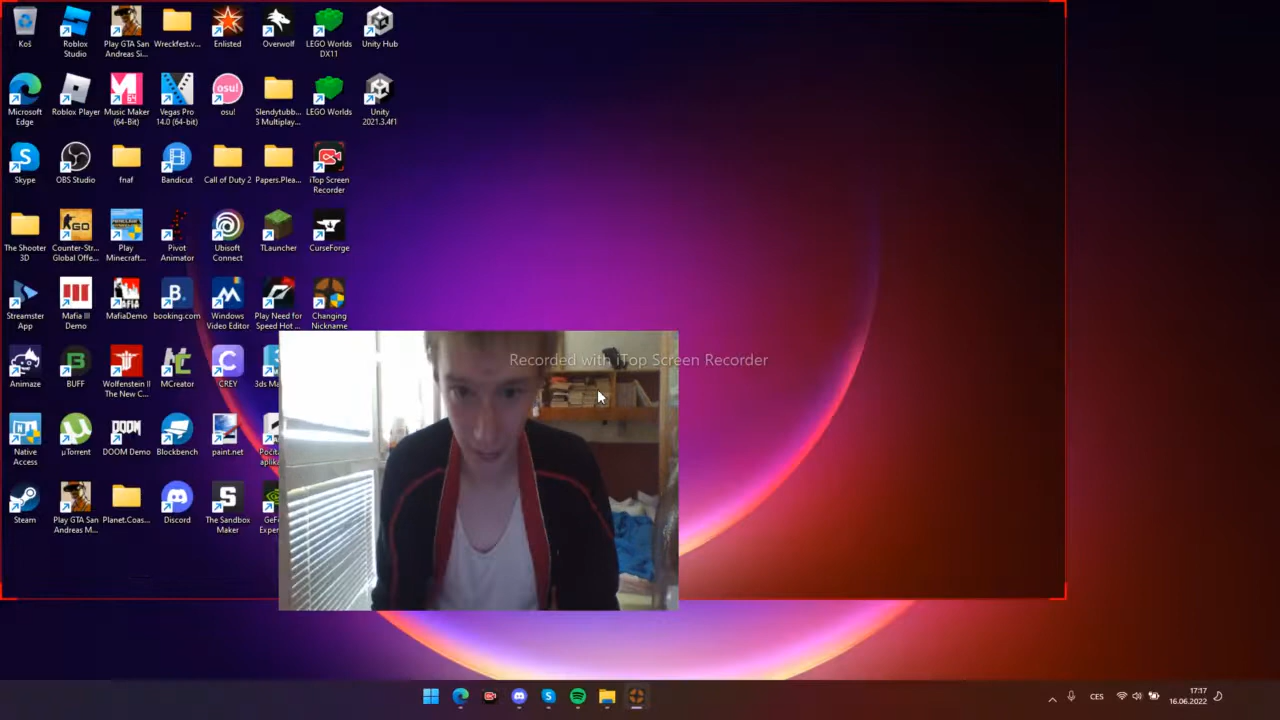 Koš
Roblox
Studio
Play GTA San
Andreas Si...
Wreckfest.v...
Enlisted
Overwolf
LEGO Worlds
DX11
Unity Hub
Microsoft
Edge
Roblox Player
Music Maker
(64-Bit)
Vegas Pro
14.0 (64-bit)
osu!
osu!
Slendytubb...
3 Multiplay...
LEGO Worlds
Unity
2021.3.4f1
Skype
OBS Studio
fnaf
Bandicut
Call of Duty 2
Papers.Plea...
iTop Screen
Recorder
The Shooter
3D
Counter-Str...
Global Offe...
Play
Minecraft...
Pivot
Animator
Ubisoft
Connect
TLauncher
CurseForge
Streamster
App
Mafia III
Demo
MafiaDemo
booking.com
Windows
Video Editor
Play Need for
Speed Hot ...
Changing
Nickname
Recorded with iTop Screen Recorder
Animaze
BUFF
Wolfenstein II
The New C...
MCreator
CREY
3ds Ma
Native
Access
µTorrent
DOOM Demo
Blockbench
paint.net
Počíta
aplika
Steam
Play GTA San
Andreas M...
Planet.Coas...
Discord
The Sandbox
Maker
GeF
Exper
CES
17:17
16.06.2022